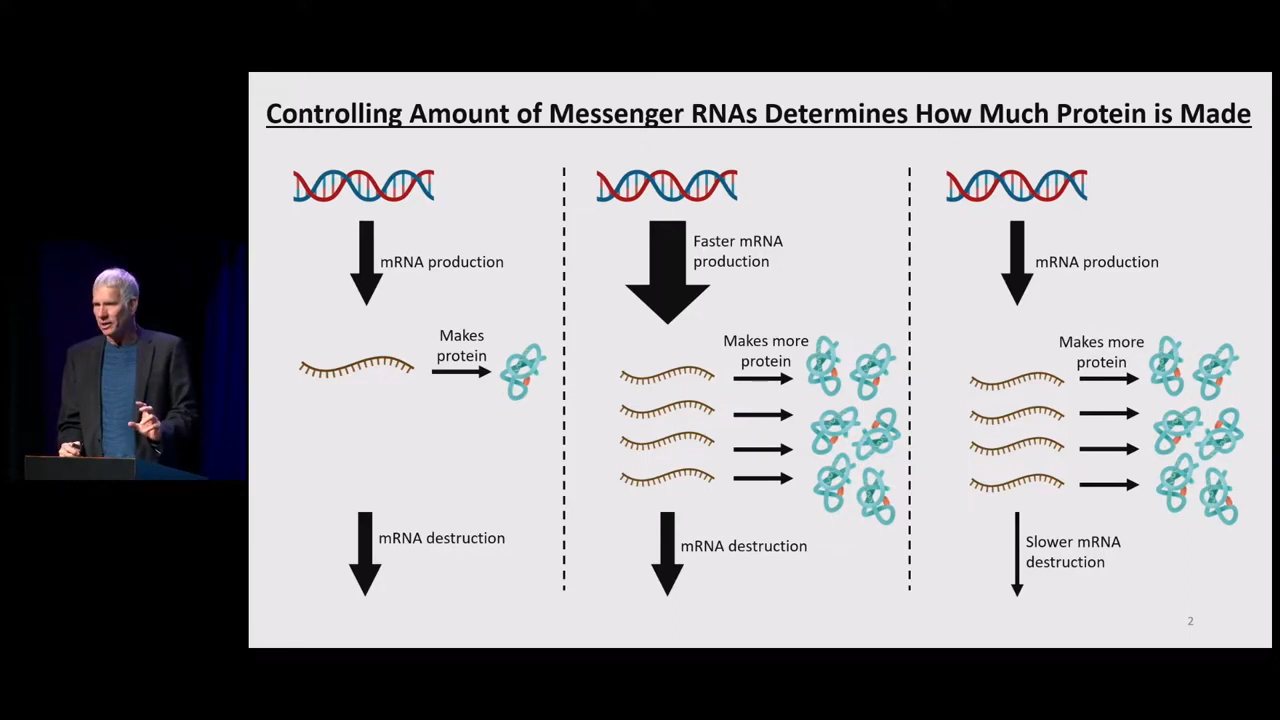 Controlling Amount of Messenger RNAs Determines How Much Protein is Made
mRNA production
Makes
protein
mRNA destruction
Faster mRNA
production
Makes more
protein
mRNA destruction
mRNA production
Makes more
protein
Slower mRNA
destruction
2